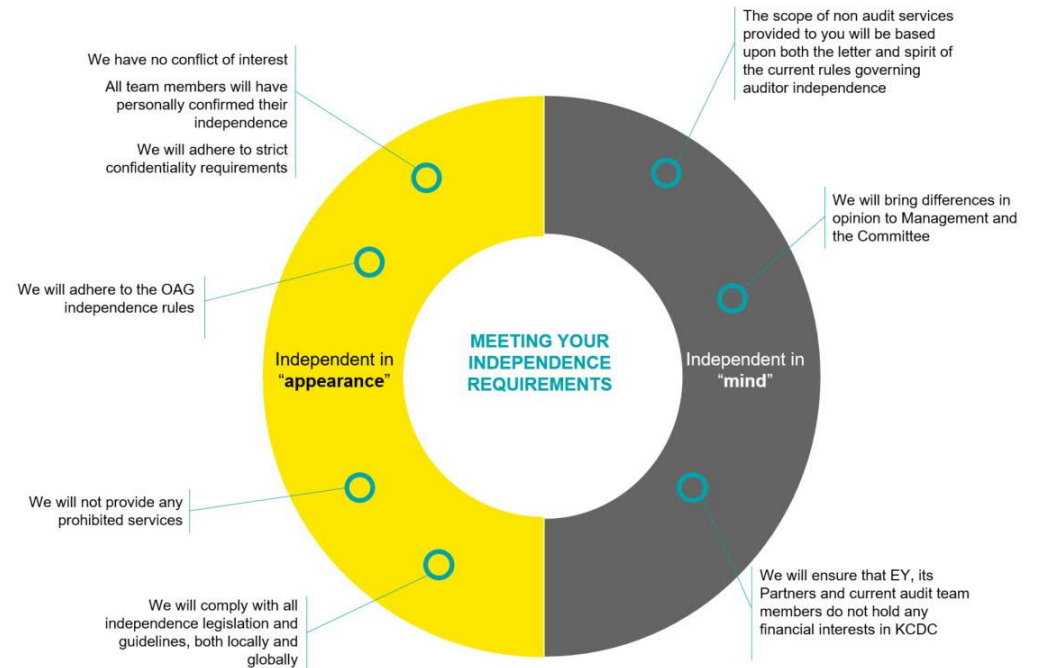 We have no conflict of interest
All team members will have
personally confirmed their
independence
We will adhere to strict
confidentiality requirements
The scope of non audit services
provided to you will be based
upon both the letter and spirit of
the current rules governing
auditor independence
We will bring differences in
opinion to Management and
the Committee
We will adhere to the OAG
independence rules
Independent in
“appearance”
MEETING YOUR
INDEPENDENCE
REQUIREMENTS
Independent in
“mind”
We will not provide any
prohibited services
We will comply with all
independence legislation and
guidelines, both locally and
globally
We will ensure that EY, its
Partners and current audit team
members do not hold any
financial interests in KCDC